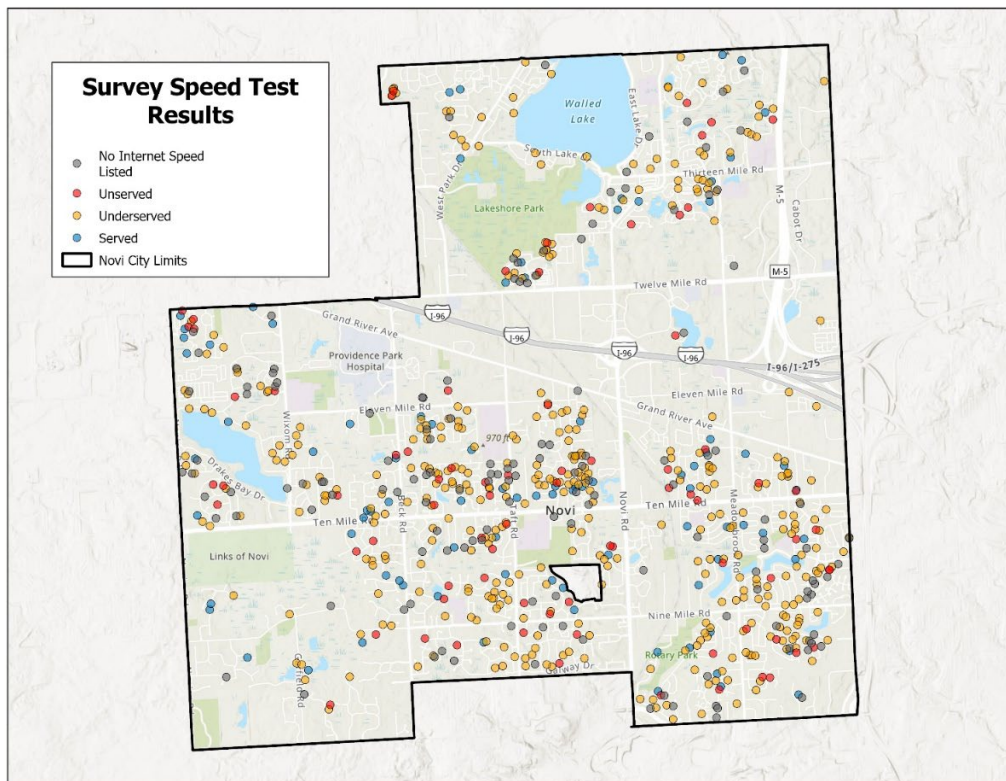 Survey Speed Test
Results
No Internet Speed
Listed
Unserved
Underserved
Served
Novi City Limits
Walled
Lake
East Lake Dr
South Lake Dr
West Park Dr
Lakeshore Park
Thirteen Mile Rd
M-5
Cabot Dr
M-5
Twelve Mile Rd
I-96
Grand River Ave
I-96
I-96
I-96
I-96/I-275
Providence Park
Hospital
Eleven Mile Rd
Eleven Mile Rd
Grand River Ave
Wixom Rd
970 ft
Drakes Bay Dr
Beck Rd
Taft Rd
Novi Rd
Meadowbrook Rd
Ten Mile
Novi
Ten Mile Rd
Links of Novi
Nine Mile Rd
Rotary Park
Galway Dr
Garfield Rd